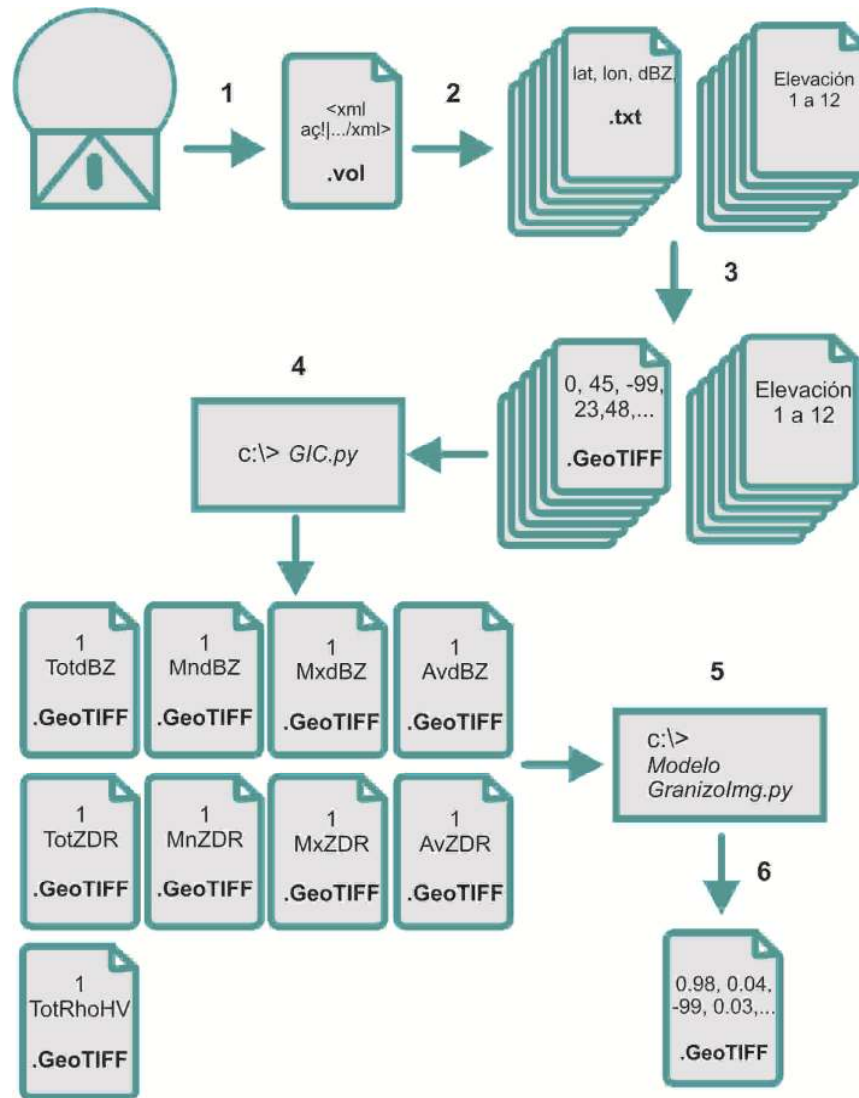 1
<xml
aç!|.../xml>
.vol
2
lat, lon, dBZ,
.txt
Elevación
1 a 12
3
0, 45, -99,
23,48,...
.GeoTIFF
Elevación
1 a 12
4
c:\> GIC.py
1
TotdBZ
.GeoTIFF
1
MndBZ
.GeoTIFF
1
MxdBZ
.GeoTIFF
1
AvdBZ
.GeoTIFF
1
TotZDR
.GeoTIFF
1
MnZDR
.GeoTIFF
1
MxZDR
.GeoTIFF
1
AvZDR
.GeoTIFF
1
TotRhoHV
.GeoTIFF
5
c:\>
Modelo
GranizoImg.py
6
0.98, 0.04,
-99, 0.03,...
.GeoTIFF